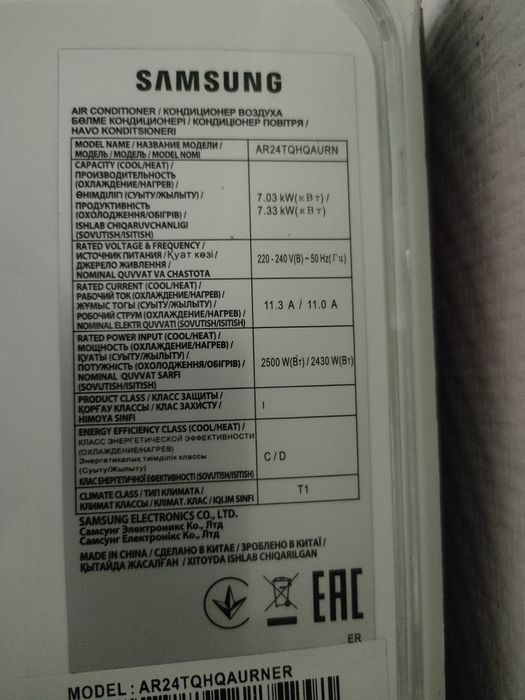 SAMSUNG
AIR CONDITIONER / КОНДИЦИОНЕР ВОЗДУХА
БӨЛМЕ КОНДИЦИОНЕРІ / КОНДИЦІОНЕР ПОВІТРЯ /
HAVO KONDITSIONERI
MODEL NAME / НАЗВАНИЕ МОДЕЛИ /
МОДЕЛЬ / МОДЕЛЬ / MODEL NOMI
AR24TQHQAURN
CAPACITY (COOL/HEAT) /
ПРОИЗВОДИТЕЛЬНОСТЬ
(ОХЛАЖДЕНИЕ/НАГРЕВ) /
ӨНІМДІЛІГІ (СУЫТУ/ЖЫЛЫТУ) /
ПРОДУКТИВНІСТЬ
(ОХОЛОДЖЕННЯ/ОБІГРІВ) /
ISHLAB CHIQARUVCHANLIGI
(SOVUTISH/ISITISH)
7.03 kW(кВт) /
7.33 kW(кВт)
RATED VOLTAGE & FREQUENCY /
ИСТОЧНИК ПИТАНИЯ / Қуат көзі /
ДЖЕРЕЛО ЖИВЛЕННЯ /
NOMINAL QUVVAT VA CHASTOTA
220 - 240 V(В) ~ 50 Hz(Гц)
RATED CURRENT (COOL/HEAT) /
РАБОЧИЙ ТОК (ОХЛАЖДЕНИЕ/НАГРЕВ) /
ЖҰМЫС ТОГЫ (СУЫТУ/ЖЫЛЫТУ) /
РОБОЧИЙ СТРУМ (ОХОЛОДЖЕННЯ/НАГРЕВ) /
NOMINAL ELEKTR QUVVATI (SOVUTISH/ISITISH)
11.3 A / 11.0 A
RATED POWER INPUT (COOL/HEAT) /
МОЩНОСТЬ (ОХЛАЖДЕНИЕ/НАГРЕВ) /
ҚУАТЫ (СУЫТУ/ЖЫЛЫТУ) /
ПОТУЖНІСТЬ (ОХОЛОДЖЕННЯ/ОБІГРІВ) /
NOMINAL QUVVAT SARFI
(SOVUTISH/ISITISH)
2500 W(Вт) / 2430 W(Вт)
PRODUCT CLASS / КЛАСС ЗАЩИТЫ /
ҚОРҒАУ КЛАССЫ / КЛАС ЗАХИСТУ /
HIMOYA SINFI
I
ENERGY EFFICIENCY CLASS (COOL/HEAT) /
КЛАСС ЭНЕРГЕТИЧЕСКОЙ ЭФФЕКТИВНОСТИ
(ОХЛАЖДЕНИЕ/НАГРЕВ) /
Энергетикалық тиімділік классы
(Суыту/Жылыту)
КЛАС ЕНЕРГЕТИЧНОЇ ЕФЕКТИВНОСТІ (SOVUTISH/ISITISH)
C / D
CLIMATE CLASS / ТИП КЛИМАТА /
КЛИМАТ КЛАССЫ / КЛІМАТ. КЛАС / IQLIM SINFI
T1
SAMSUNG ELECTRONICS CO., LTD.
Самсунг Электроникс Ко., Лтд
Самсунг Електронікс Ко., Лтд
MADE IN CHINA / СДЕЛАНО В КИТАЕ / ЗРОБЛЕНО В КИТАЇ /
ҚЫТАЙДА ЖАСАЛҒАН / XITOYDA ISHLAB CHIQARILGAN
EAC
ER
MODEL : AR24TQHQAURNER